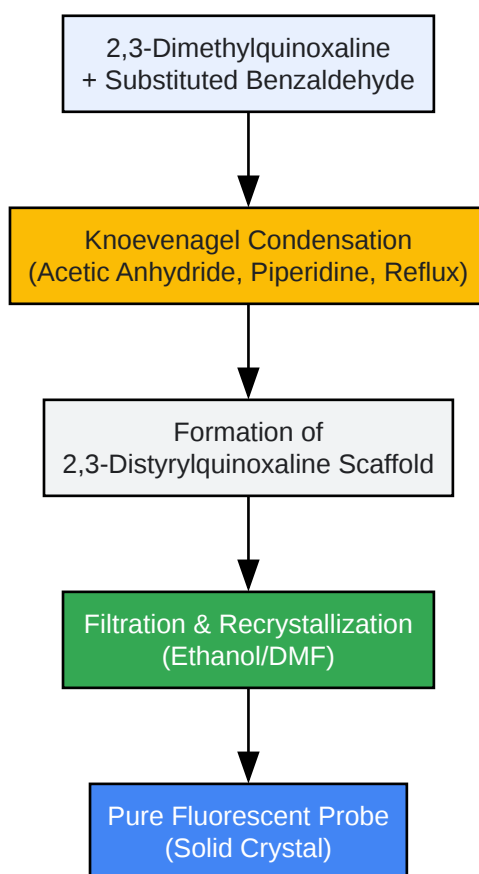 2,3-Dimethylquinoxaline
+ Substituted Benzaldehyde
Knoevenagel Condensation
(Acetic Anhydride, Piperidine, Reflux)
Formation of
2,3-Distyrylquinoxaline Scaffold
Filtration & Recrystallization
(Ethanol/DMF)
Pure Fluorescent Probe
(Solid Crystal)